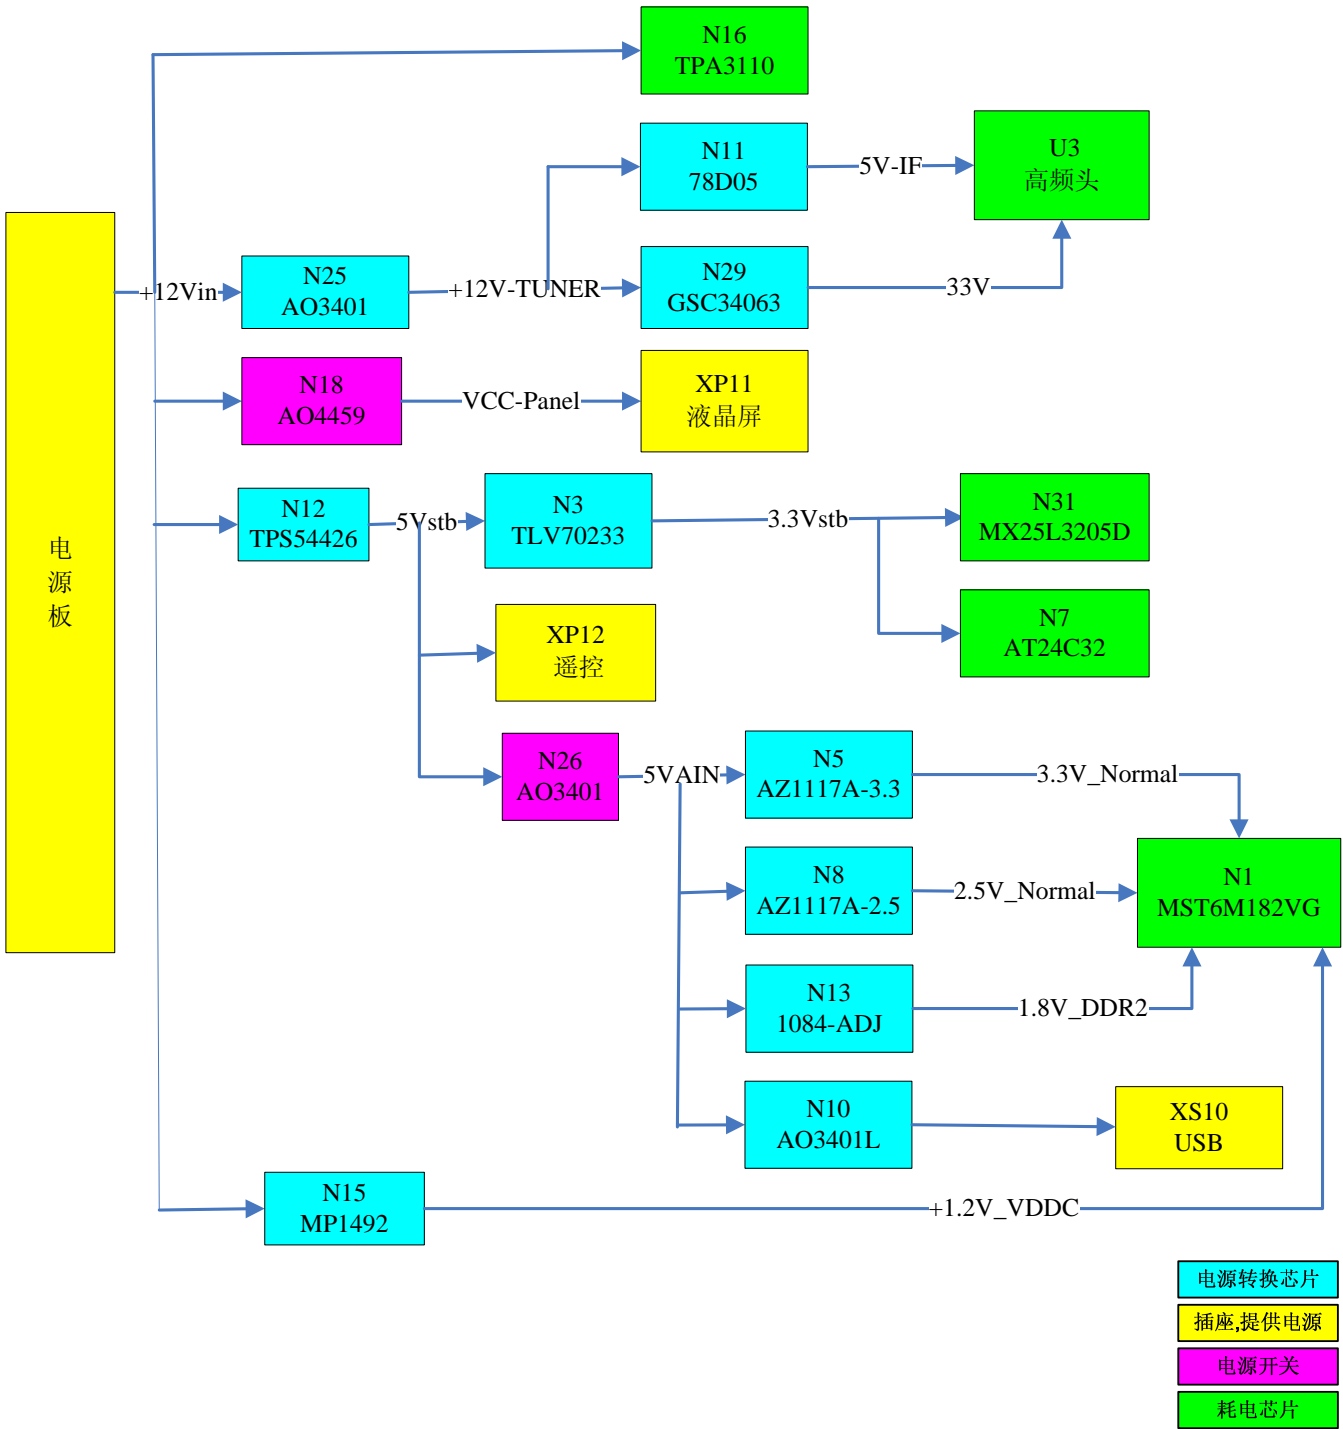 N16
TPA3110
N11
78D05
5V-IF
U3
高频头
+12Vin
N25
AO3401
+12V-TUNER
N29
GSC34063
33V
N18
AO4459
VCC-Panel
XP11
液晶屏
电
源
板
N12
TPS54426
5Vstb
N3
TLV70233
3.3Vstb
N31
MX25L3205D
XP12
遥控
N7
AT24C32
N26
AO3401
5VAIN
N5
AZ1117A-3.3
3.3V_Normal
N8
AZ1117A-2.5
2.5V_Normal
N1
MST6M182VG
N13
1084-ADJ
1.8V_DDR2
N10
AO3401L
XS10
USB
N15
MP1492
+1.2V_VDDC
电源转换芯片
插座,提供电源
电源开关
耗电芯片